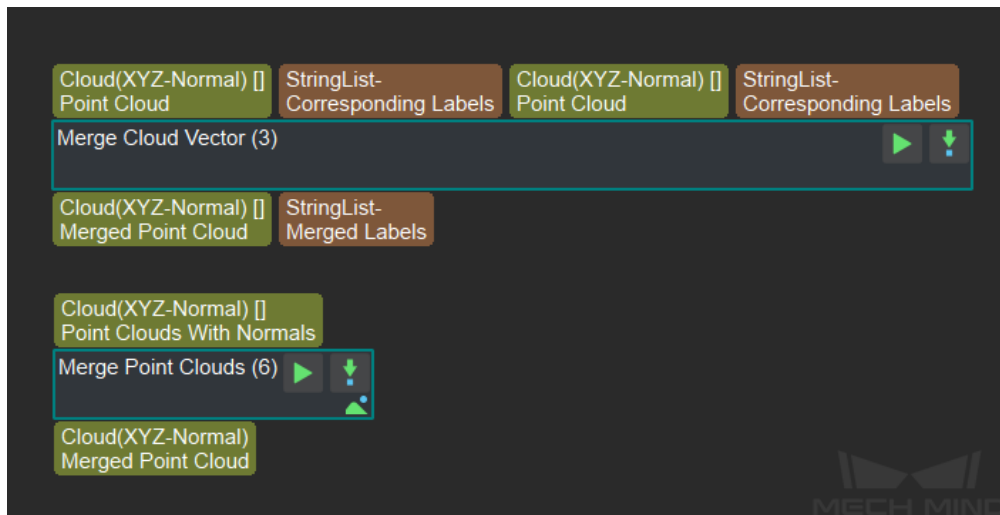 Cloud(XYZ-Normal) []
Point Cloud
StringList-
Corresponding Labels
Cloud(XYZ-Normal) []
Point Cloud
StringList-
Corresponding Labels
Merge Cloud Vector (3)
Cloud(XYZ-Normal) []
Merged Point Cloud
StringList-
Merged Labels
Cloud(XYZ-Normal) []
Point Clouds With Normals
Merge Point Clouds (6)
Cloud(XYZ-Normal)
Merged Point Cloud
MECH MIND